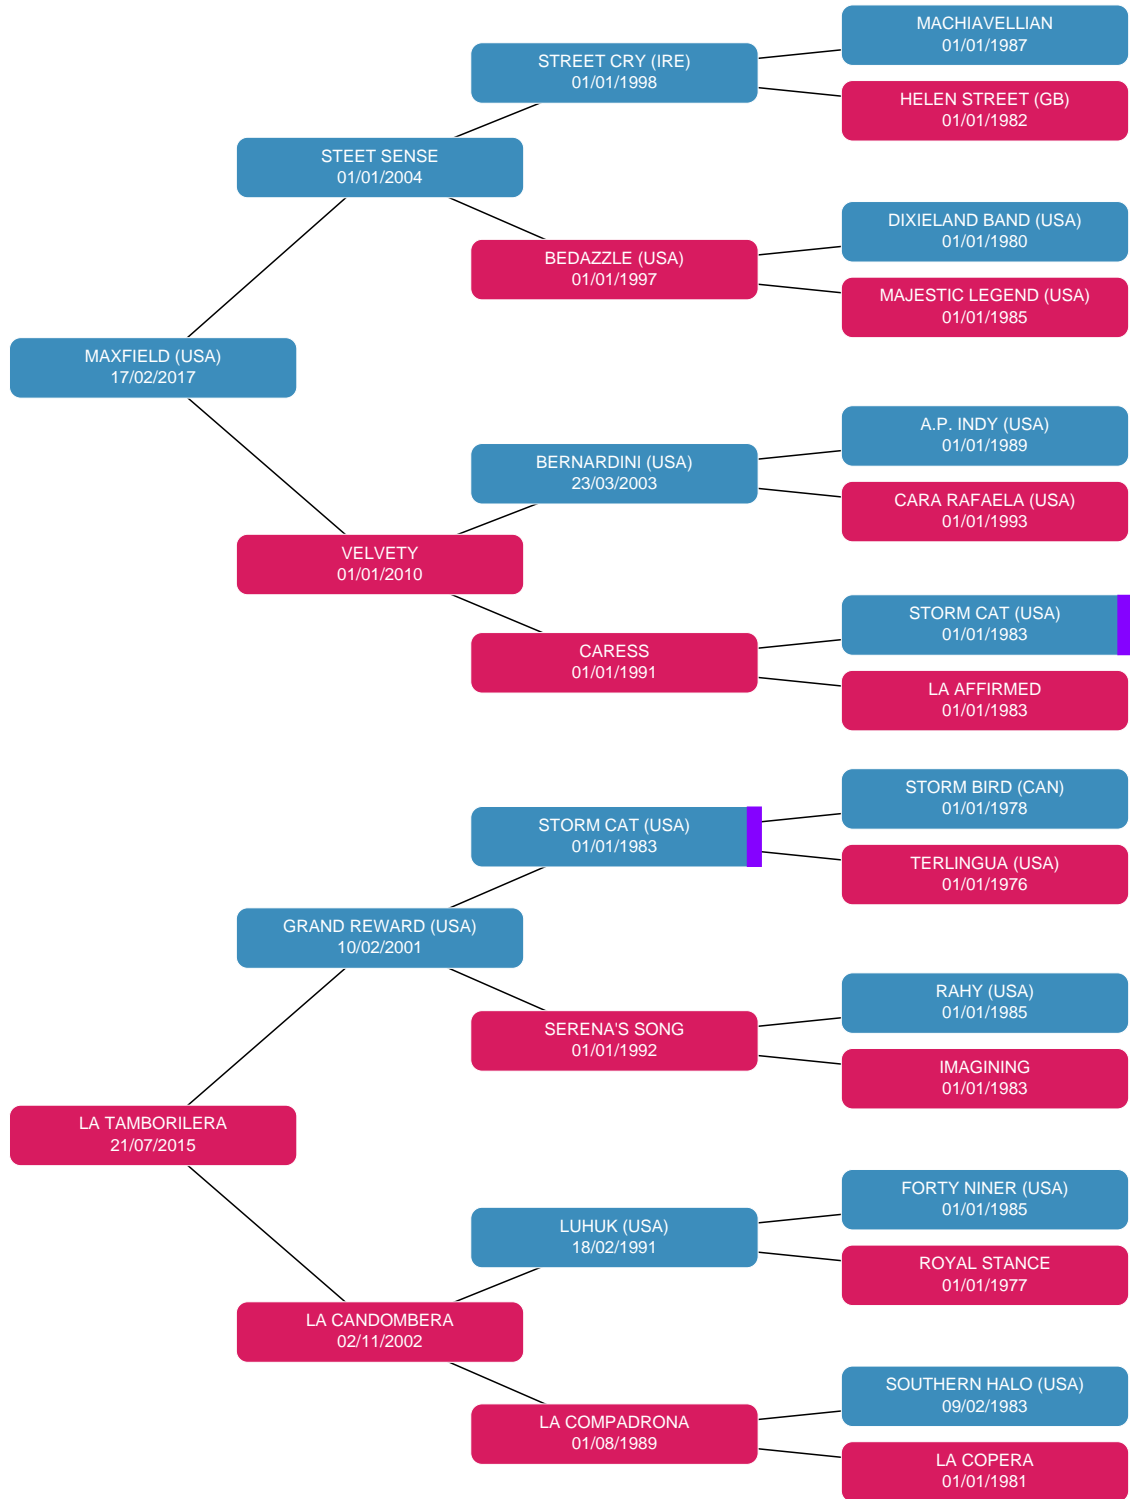 MACHIAVELLIAN
01/01/1987
STREET CRY (IRE)
01/01/1998
HELEN STREET (GB)
01/01/1982
STEET SENSE
01/01/2004
DIXIELAND BAND (USA)
01/01/1980
BEDAZZLE (USA)
01/01/1997
MAJESTIC LEGEND (USA)
01/01/1985
MAXFIELD (USA)
17/02/2017
A.P. INDY (USA)
01/01/1989
BERNARDINI (USA)
23/03/2003
CARA RAFAELA (USA)
01/01/1993
VELVETY
01/01/2010
STORM CAT (USA)
01/01/1983
CARESS
01/01/1991
LA AFFIRMED
01/01/1983
STORM BIRD (CAN)
01/01/1978
STORM CAT (USA)
01/01/1983
TERLINGUA (USA)
01/01/1976
GRAND REWARD (USA)
10/02/2001
RAHY (USA)
01/01/1985
SERENA'S SONG
01/01/1992
IMAGINING
01/01/1983
LA TAMBORILERA
21/07/2015
FORTY NINER (USA)
01/01/1985
LUHUK (USA)
18/02/1991
ROYAL STANCE
01/01/1977
LA CANDOMBERA
02/11/2002
SOUTHERN HALO (USA)
09/02/1983
LA COMPADRONA
01/08/1989
LA COPERA
01/01/1981